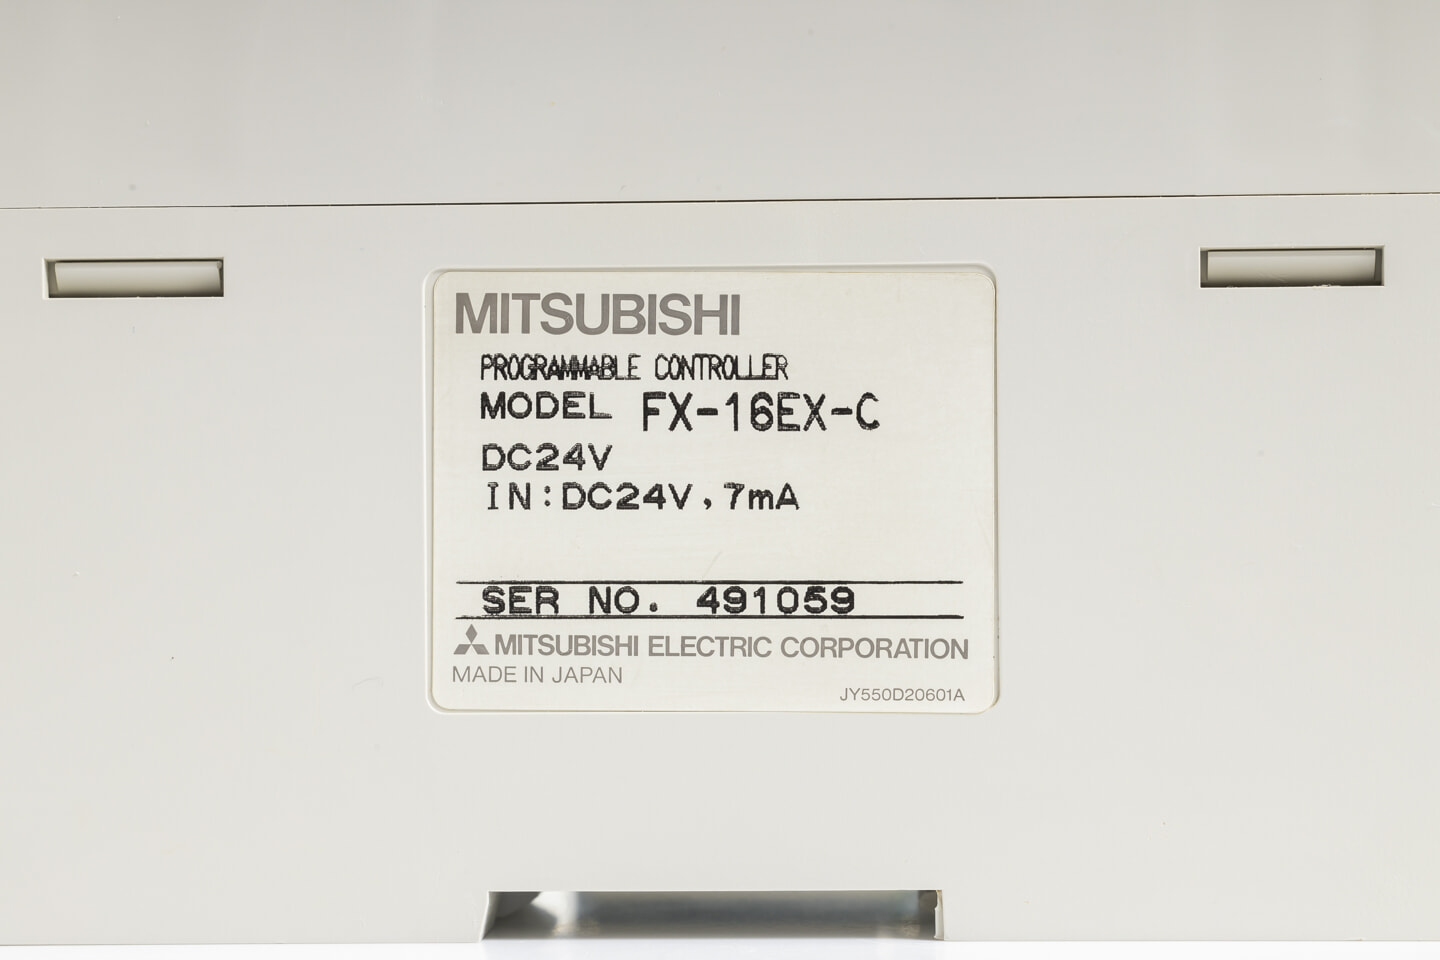 MITSUBISHI
PROGRAMMABLE CONTROLLER
MODEL FX-16EX-C
DC24V
IN:DC24V,7mA
SER NO. 491059
MITSUBISHI ELECTRIC CORPORATION
MADE IN JAPAN
JY550D20601A